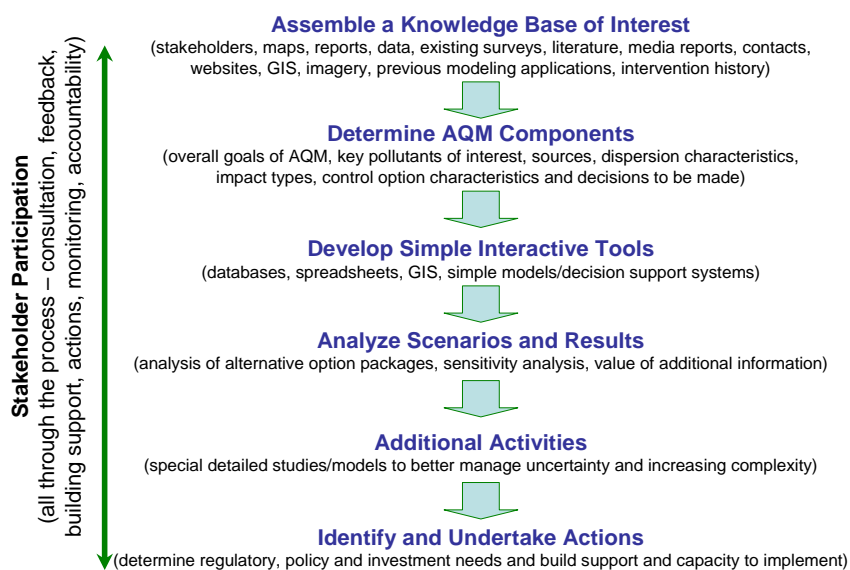 Assemble a Knowledge Base of Interest
(stakeholders, maps, reports, data, existing surveys, literature, media reports, contacts,
websites, GIS, imagery, previous modeling applications, intervention history)
Determine AQM Components
(overall goals of AQM, key pollutants of interest, sources, dispersion characteristics,
impact types, control option characteristics and decisions to be made)
Develop Simple Interactive Tools
(databases, spreadsheets, GIS, simple models/decision support systems)
Analyze Scenarios and Results
(analysis of alternative option packages, sensitivity analysis, value of additional information)
Additional Activities
(special detailed studies/models to better manage uncertainty and increasing complexity)
Identify and Undertake Actions
(determine regulatory, policy and investment needs and build support and capacity to implement)
Stakeholder Participation
(all through the process – consultation, feedback,
building support, actions, monitoring, accountability)